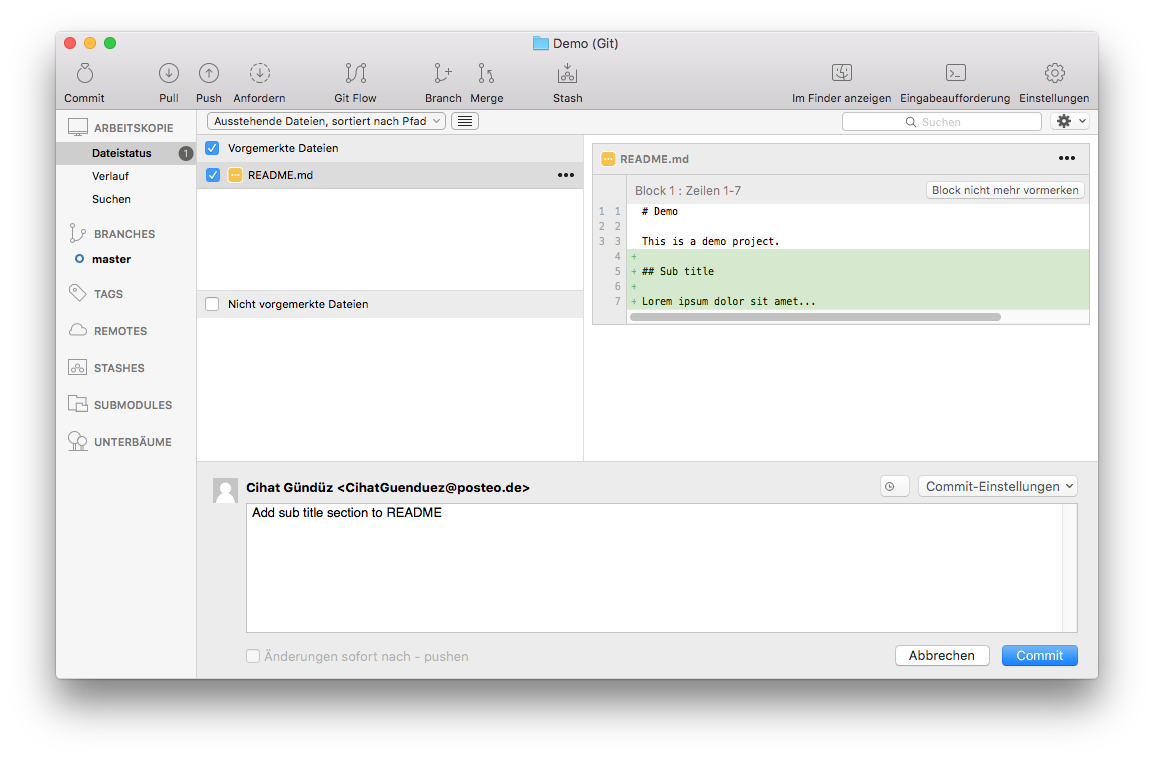 Demo (Git)
Commit Pull Push Anfordern Git Flow Branch Merge Stash Im Finder anzeigen Eingabeaufforderung Einstellungen
Ausstehende Dateien, sortiert nach Pfad
Suchen
ARBEITSKOPIE
Dateistatus 1
Verlauf
Suchen
BRANCHES
master
TAGS
REMOTES
STASHES
SUBMODULES
UNTERBÄUME
Vorgemerkte Dateien
README.md
Nicht vorgemerkte Dateien
README.md
Block 1 : Zeilen 1-7 Block nicht mehr vormerken
1 1 # Demo
2 2
3 3 This is a demo project.
4 +
5 + ## Sub title
6 +
7 + Lorem ipsum dolor sit amet...
Cihat Gündüz <CihatGuenduez@posteo.de> Commit-Einstellungen
Add sub title section to README
Änderungen sofort nach - pushen
Abbrechen Commit